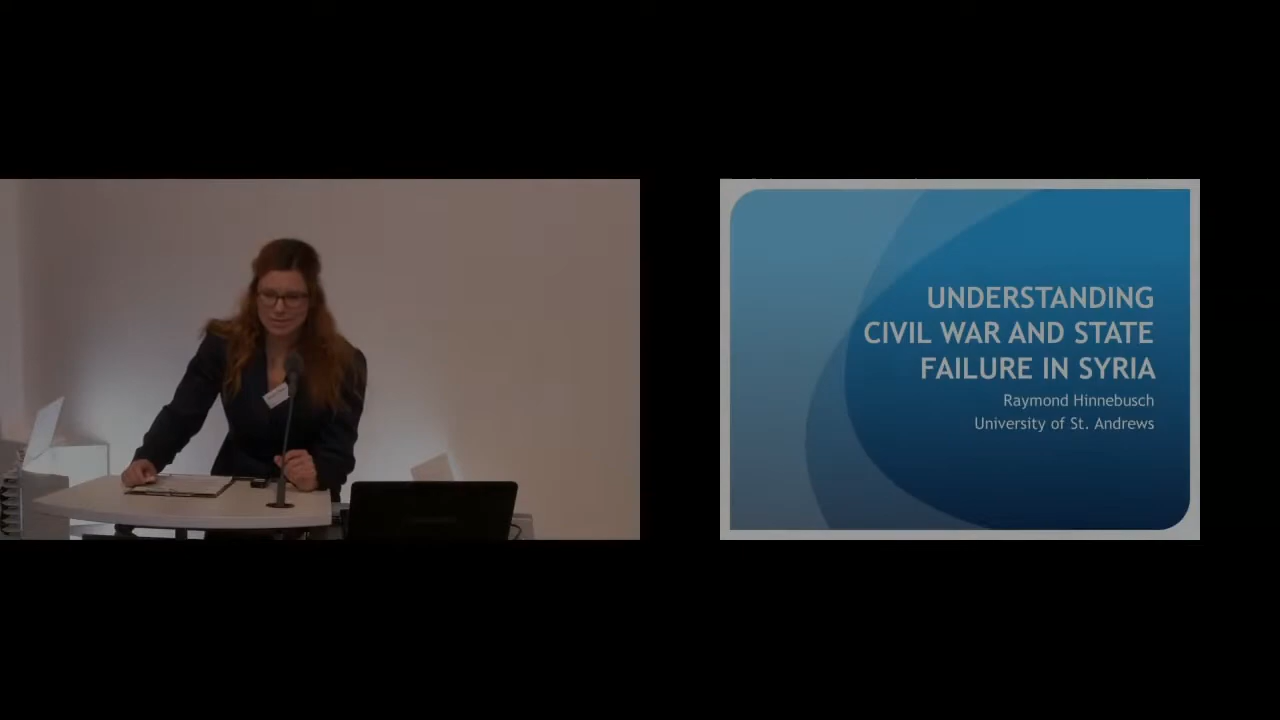 UNDERSTANDING
CIVIL WAR AND STATE
FAILURE IN SYRIA
Raymond Hinnebusch
University of St. Andrews